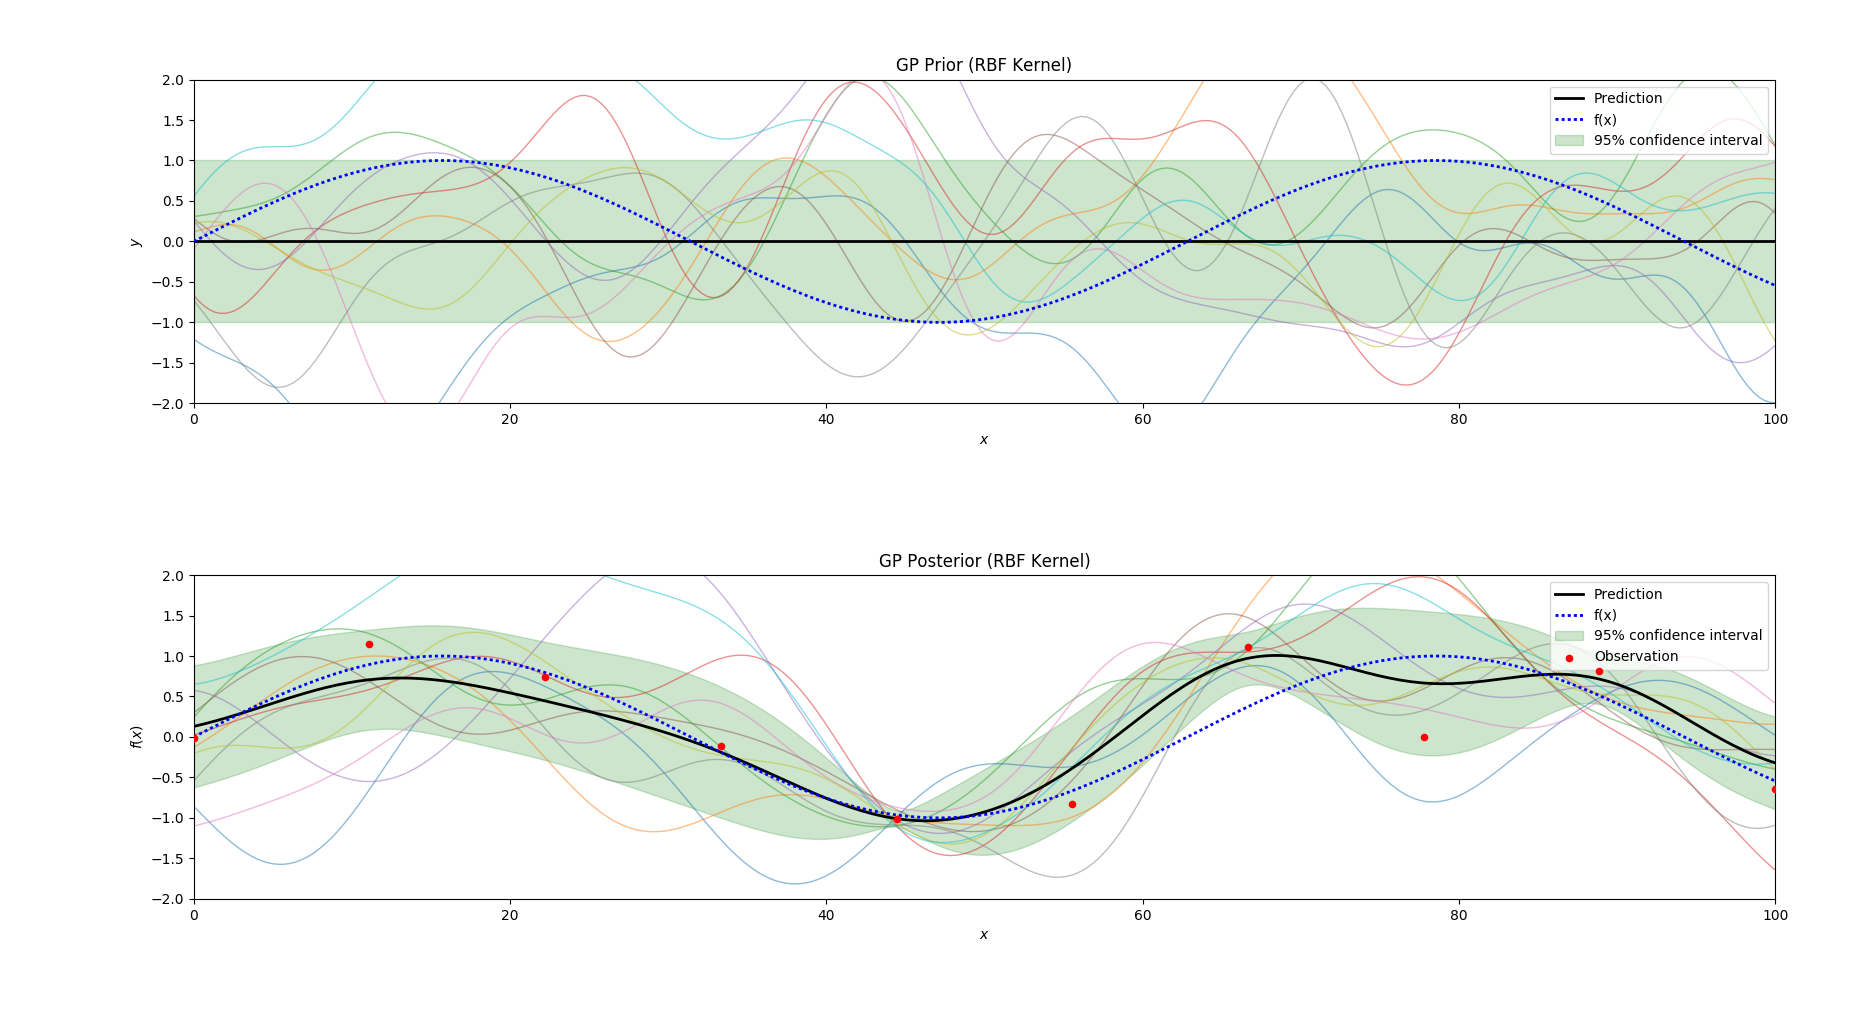 GP Prior (RBF Kernel)
2.0
1.5
1.0
0.5
0.0
−0.5
−1.0
−1.5
−2.0
y
Prediction
f(x)
95% confidence interval
0 20 40 60 80 100
x
GP Posterior (RBF Kernel)
2.0
1.5
1.0
0.5
0.0
−0.5
−1.0
−1.5
−2.0
f(x)
Prediction
f(x)
95% confidence interval
Observation
0 20 40 60 80 100
x